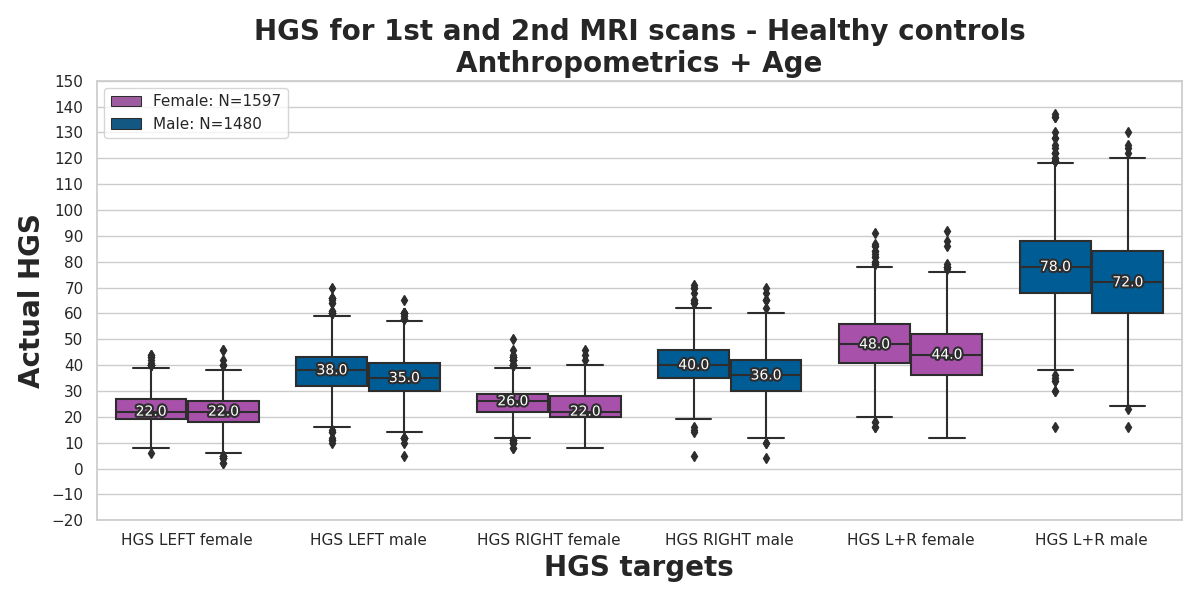 HGS for 1st and 2nd MRI scans - Healthy controls
Anthropometrics + Age
Actual HGS
150
140
130
120
110
100
90
80
70
60
50
40
30
20
10
0
−10
−20
Female: N=1597
Male: N=1480
22.0
22.0
38.0
35.0
26.0
22.0
40.0
36.0
48.0
44.0
78.0
72.0
HGS LEFT female
HGS LEFT male
HGS RIGHT female
HGS RIGHT male
HGS L+R female
HGS L+R male
HGS targets